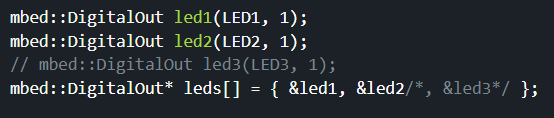 mbed::DigitalOut led1(LED1, 1);
mbed::DigitalOut led2(LED2, 1);
// mbed::DigitalOut led3(LED3, 1);
mbed::DigitalOut* leds[] = { &led1, &led2/*, &led3*/ };